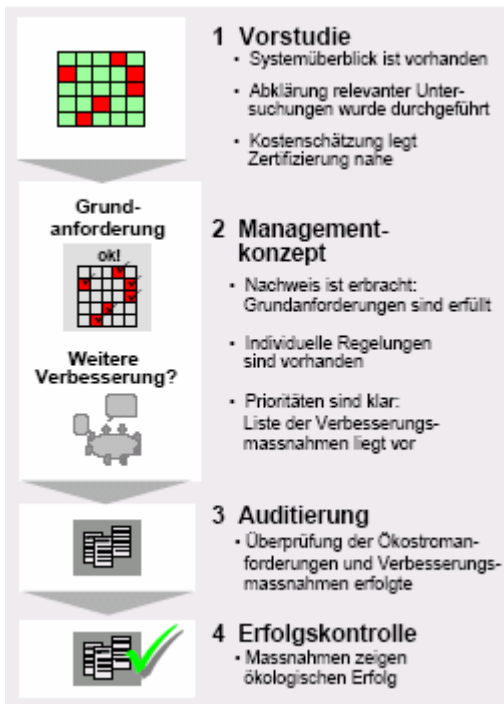 1 Vorstudie
· Systemüberblick ist vorhanden
· Abklärung relevanter Unter-
suchungen wurde durchgeführt
· Kostenschätzung legt
Zertifizierung nahe
Grund-
anforderung
ok!
Weitere
Verbesserung?
2 Management-
konzept
· Nachweis ist erbracht:
Grundanforderungen sind erfüllt
· Individuelle Regelungen
sind vorhanden
· Prioritäten sind klar:
Liste der Verbesserungs-
massnahmen liegt vor
3 Auditierung
· Überprüfung der Ökostroman-
forderungen und Verbesserungs-
massnahmen erfolgte
4 Erfolgskontrolle
· Massnahmen zeigen
ökologischen Erfolg